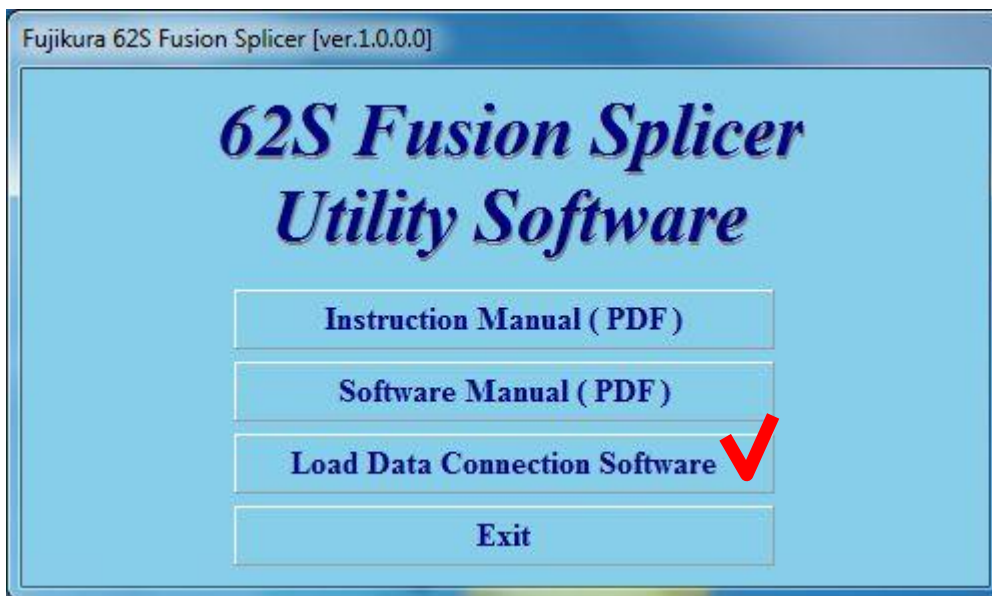 Fujikura 62S Fusion Splicer [ver.1.0.0.0]
62S Fusion Splicer
Utility Software
Instruction Manual ( PDF )
Software Manual ( PDF )
Load Data Connection Software
Exit